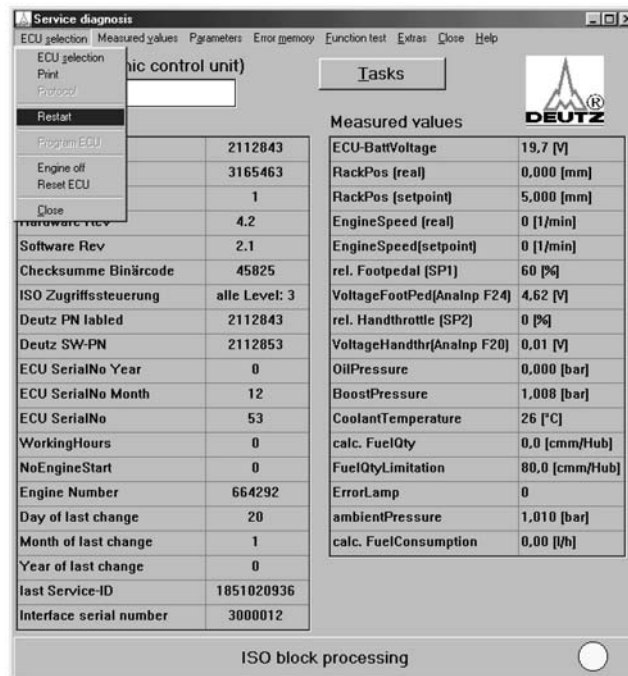 Service diagnosis
ECU selection Measured values Parameters Error memory Function test Extras Close Help
ECU selection
Print
Protocol
Restart
Program ECU
Engine off
Reset ECU
Close
nic control unit)
Tasks
DEUTZ ®
2112843
3165463
1
Hardware Rev 4.2
Software Rev 2.1
Checksumme Binärcode 45825
ISO Zugriffssteuerung alle Level: 3
Deutz PN labled 2112843
Deutz SW-PN 2112853
ECU SerialNo Year 0
ECU SerialNo Month 12
ECU SerialNo 53
WorkingHours 0
NoEngineStart 0
Engine Number 664292
Day of last change 20
Month of last change 1
Year of last change 0
last Service-ID 1851020936
Interface serial number 3000012
Measured values
ECU-BattVoltage 19,7 [V]
RackPos (real) 0,000 [mm]
RackPos (setpoint) 5,000 [mm]
EngineSpeed (real) 0 [1/min]
EngineSpeed(setpoint) 0 [1/min]
rel. Footpedal (SP1) 60 [%]
VoltageFootPed(AnaInp F24) 4,62 [V]
rel. Handthrottle (SP2) 0 [%]
VoltageHandthr(AnaInp F20) 0,01 [V]
OilPressure 0,000 [bar]
BoostPressure 1,008 [bar]
CoolantTemperature 26 [°C]
calc. FuelQty 0,0 [cmm/Hub]
FuelQtyLimitation 80,0 [cmm/Hub]
ErrorLamp 0
ambientPressure 1,010 [bar]
calc. FuelConsumption 0,00 [l/h]
ISO block processing